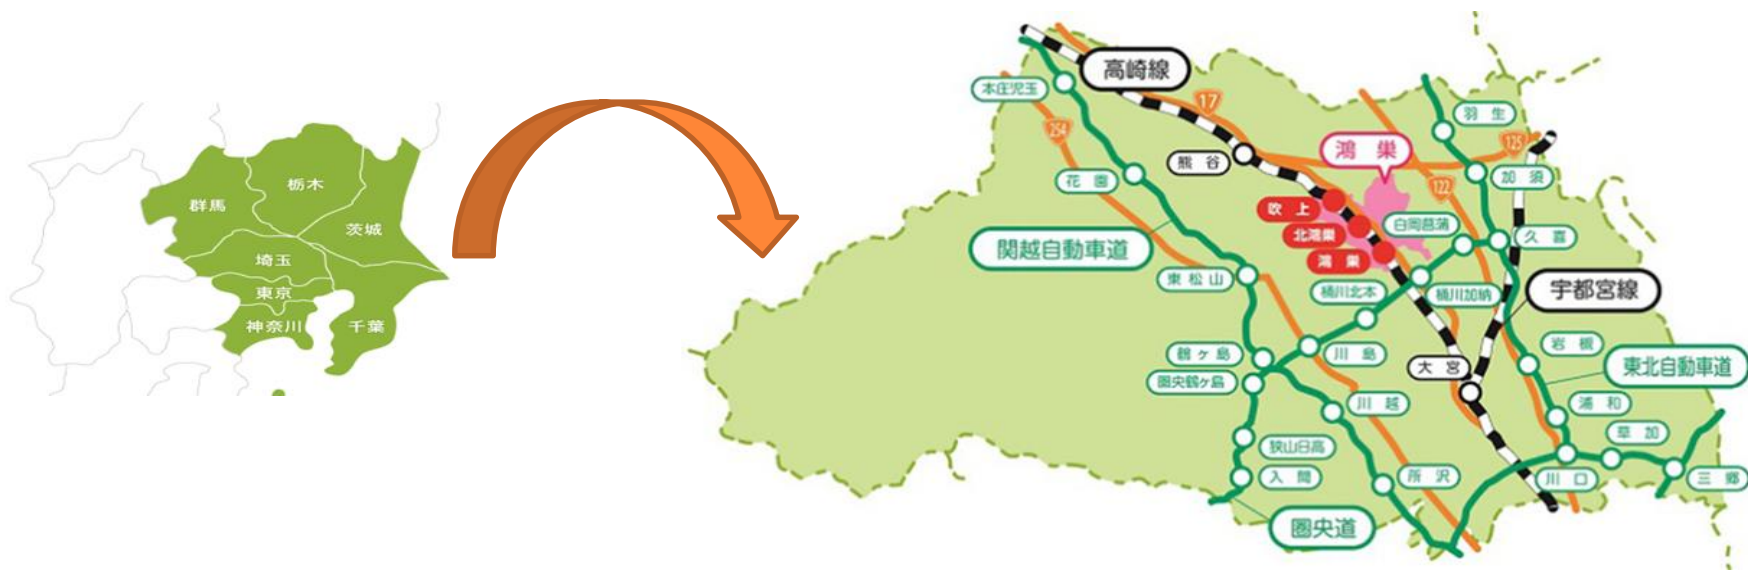 栃木
群馬
茨城
埼玉
東京
神奈川
千葉
高崎線
本庄児玉
17
羽生
254
125
鴻巣
熊谷
加須
花園
122
吹上
白岡菖蒲
北鴻巣
久喜
関越自動車道
鴻巣
東松山
桶川北本
桶川加納
宇都宮線
鶴ヶ島
川島
岩槻
大宮
東北自動車道
圏央鶴ヶ島
川越
浦和
草加
狭山日高
入間
所沢
川口
三郷
圏央道